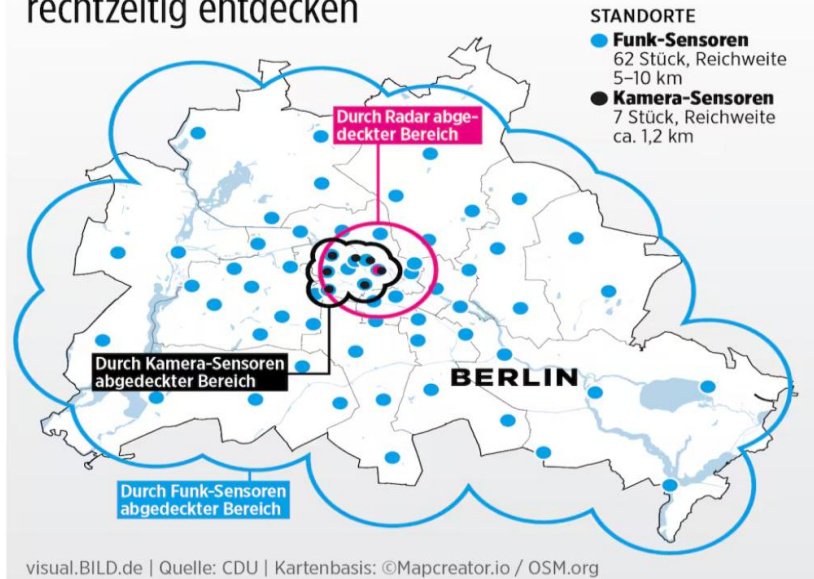 rechtzeitig entdecken
STANDORTE
Funk-Sensoren
62 Stück, Reichweite
5–10 km
Kamera-Sensoren
7 Stück, Reichweite
ca. 1,2 km
Durch Radar abge-
deckter Bereich
Durch Kamera-Sensoren
abgedeckter Bereich
BERLIN
Durch Funk-Sensoren
abgedeckter Bereich
visual.BILD.de | Quelle: CDU | Kartenbasis: ©Mapcreator.io / OSM.org